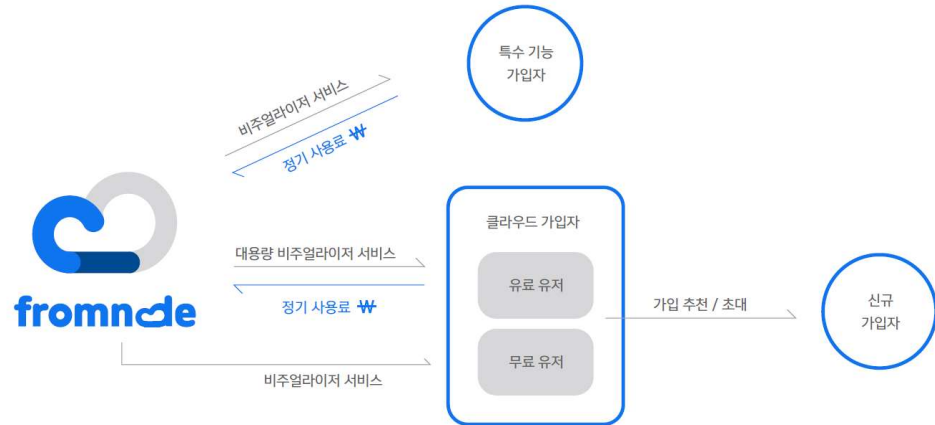 특수 기능
가입자
비주얼라이저 서비스
정기 사용료 ₩
클라우드 가입자
대용량 비주얼라이저 서비스
정기 사용료 ₩
유료 유저
fromnode
가입 추천 / 초대
신규
가입자
무료 유저
비주얼라이저 서비스